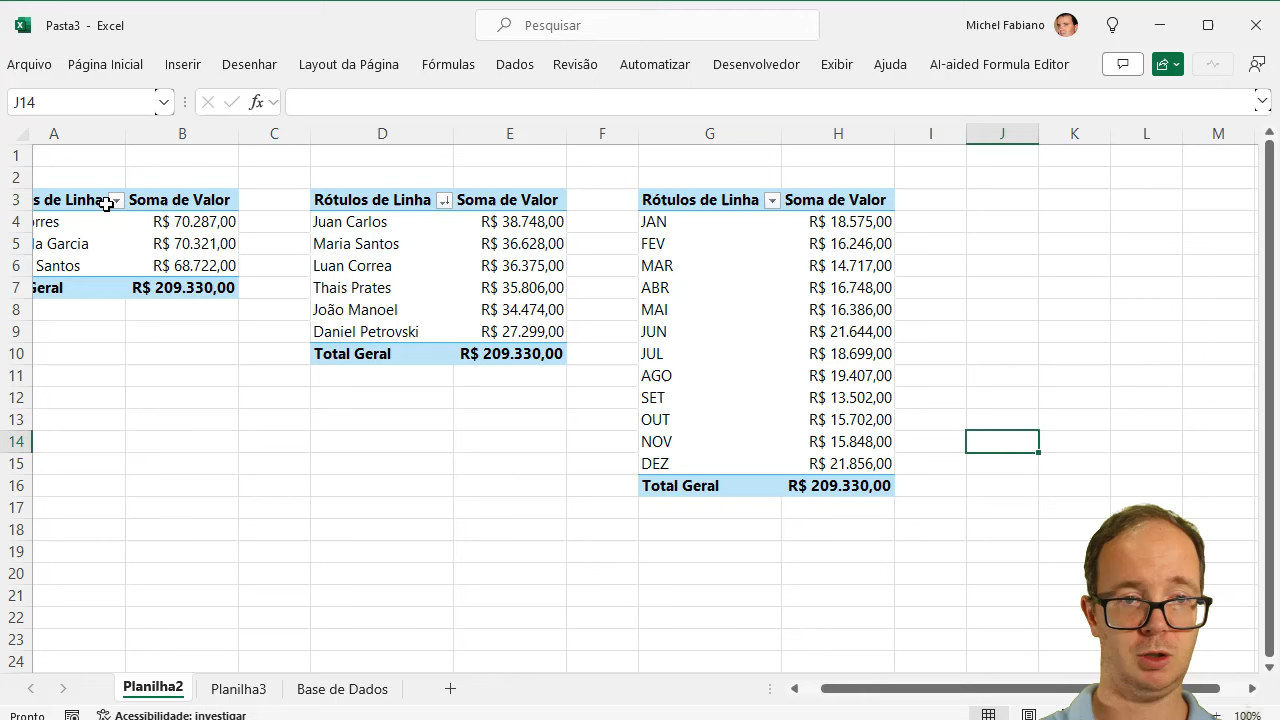 Pasta3 - Excel
Pesquisar
Michel Fabiano
Arquivo Página Inicial Inserir Desenhar Layout da Página Fórmulas Dados Revisão Automatizar Desenvolvedor Exibir Ajuda AI-aided Formula Editor
J14 fx
A B C D E F G H I J K L M
1
2
3 s de Linha Soma de Valor Rótulos de Linha Soma de Valor Rótulos de Linha Soma de Valor
4 orres R$ 70.287,00 Juan Carlos R$ 38.748,00 JAN R$ 18.575,00
5 la Garcia R$ 70.321,00 Maria Santos R$ 36.628,00 FEV R$ 16.246,00
6 Santos R$ 68.722,00 Luan Correa R$ 36.375,00 MAR R$ 14.717,00
7 Geral R$ 209.330,00 Thais Prates R$ 35.806,00 ABR R$ 16.748,00
8 João Manoel R$ 34.474,00 MAI R$ 16.386,00
9 Daniel Petrovski R$ 27.299,00 JUN R$ 21.644,00
10 Total Geral R$ 209.330,00 JUL R$ 18.699,00
11 AGO R$ 19.407,00
12 SET R$ 13.502,00
13 OUT R$ 15.702,00
14 NOV R$ 15.848,00
15 DEZ R$ 21.856,00
16 Total Geral R$ 209.330,00
17
18
19
20
21
22
23
24
Planilha2 Planilha3 Base de Dados
Pronto Acessibilidade: investigar 100%